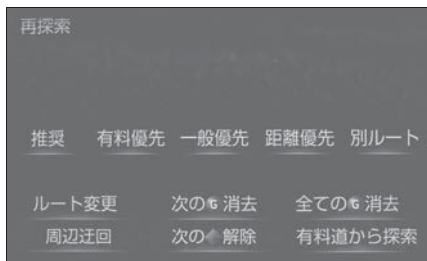 再探索
推奨 有料優先 一般優先 距離優先 別ルート
ルート変更 次の G 消去 全ての G 消去
周辺迂回 次の 解除 有料道から探索